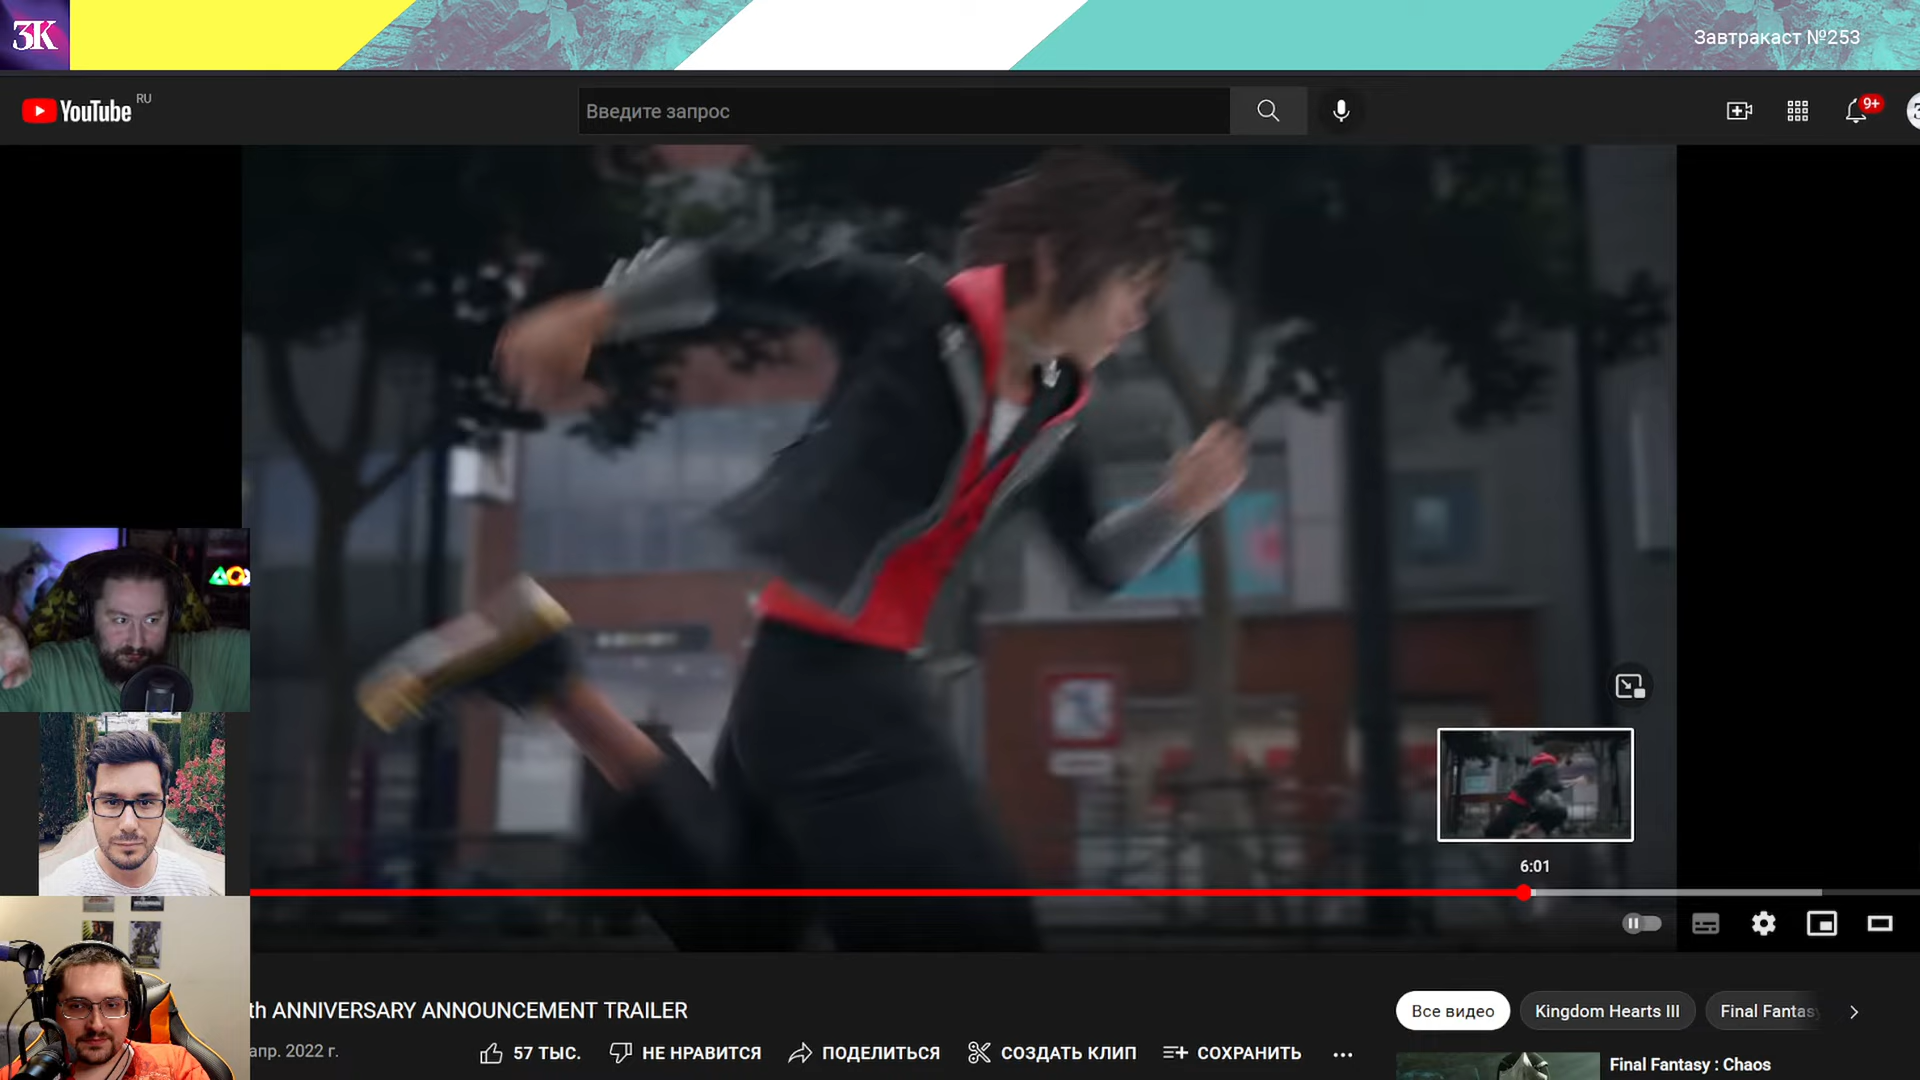 3K
Завтракаст №253
YouTube RU
Введите запрос
9+
6:01
th ANNIVERSARY ANNOUNCEMENT TRAILER
апр. 2022 г.
57 ТЫС.
НЕ НРАВИТСЯ
ПОДЕЛИТЬСЯ
СОЗДАТЬ КЛИП
СОХРАНИТЬ
Все видео
Kingdom Hearts III
Final Fantas
Final Fantasy : Chaos